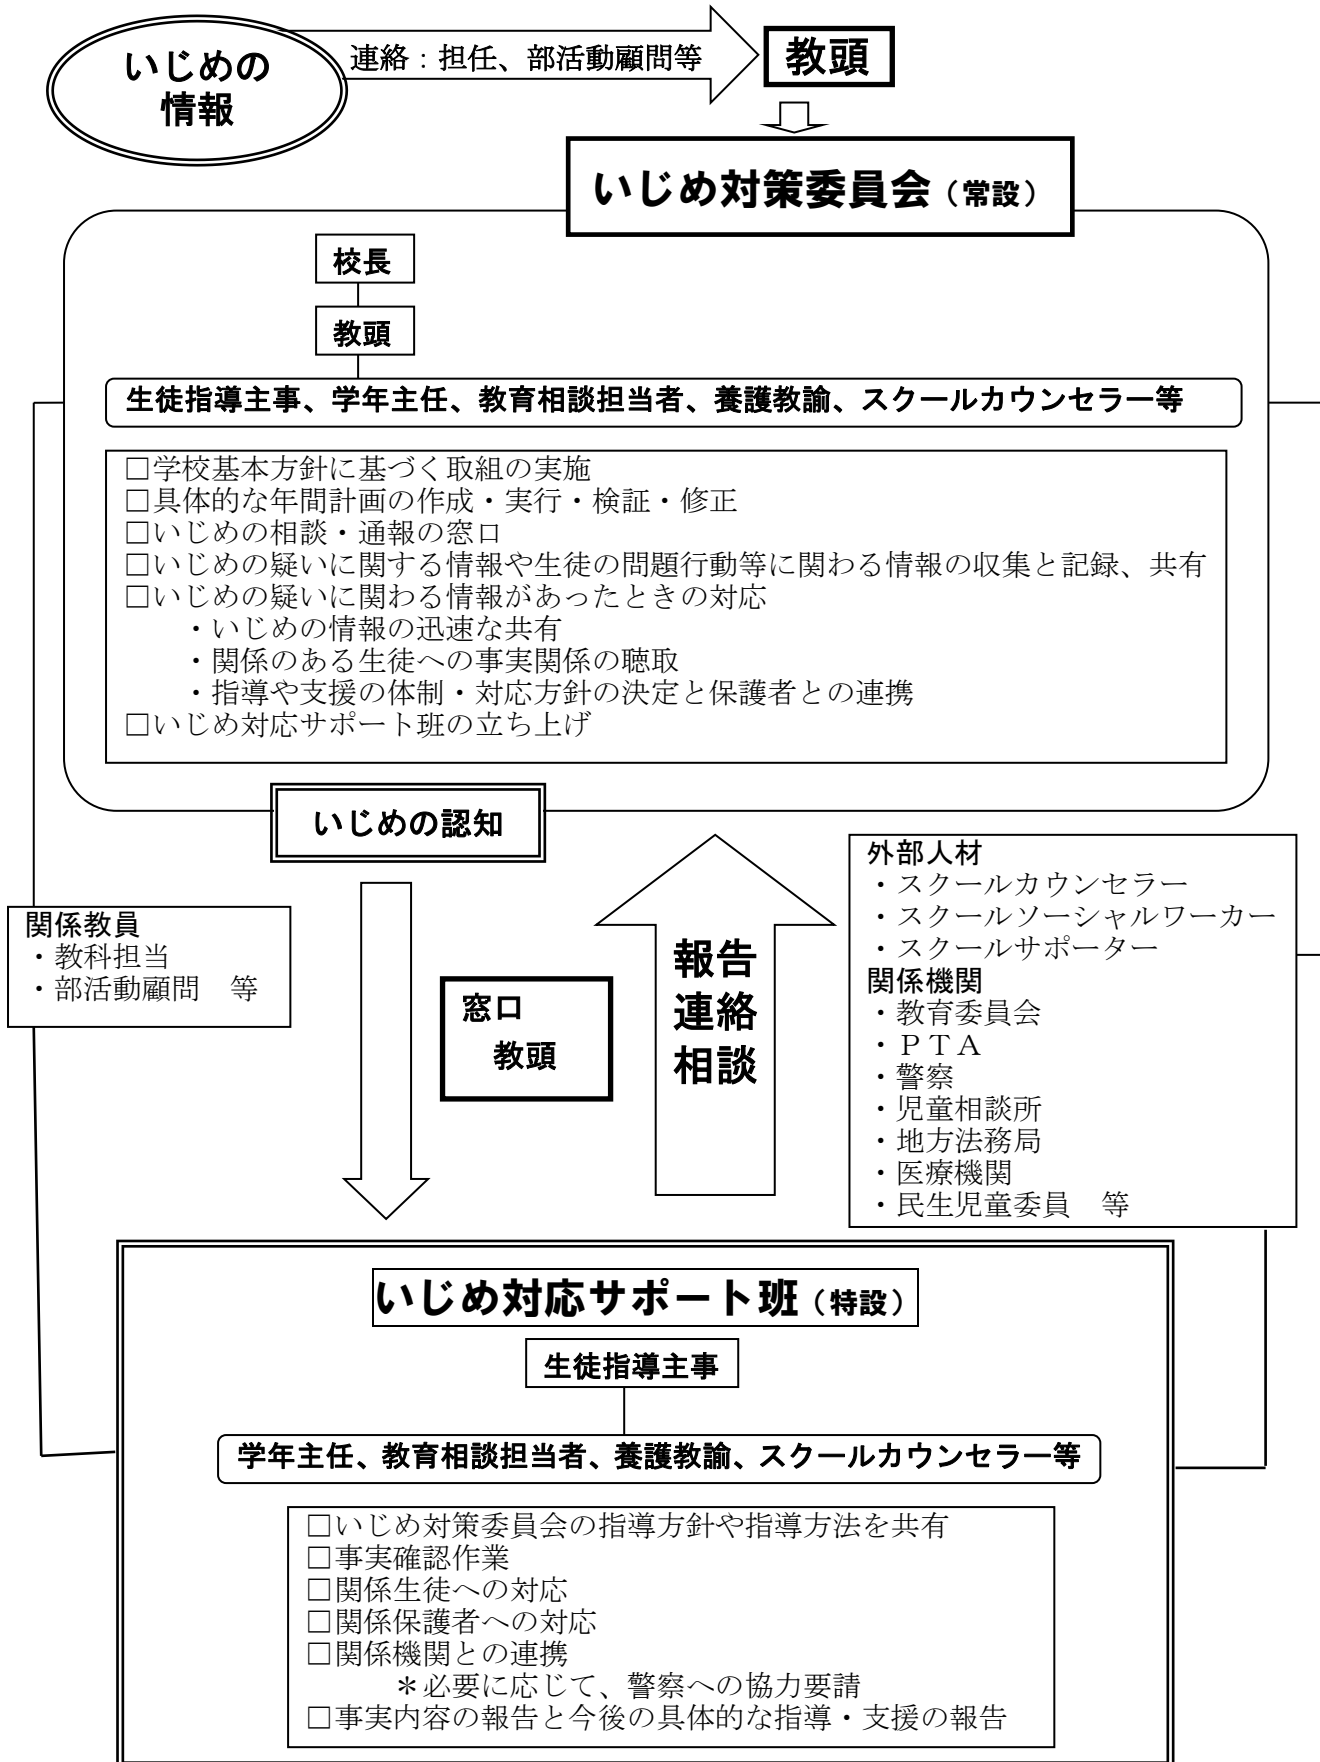 いじめの
情報
連絡：担任、部活動顧問等
教頭
いじめ対策委員会（常設）
校長
教頭
生徒指導主事、学年主任、教育相談担当者、養護教諭、スクールカウンセラー等
□学校基本方針に基づく取組の実施
□具体的な年間計画の作成・実行・検証・修正
□いじめの相談・通報の窓口
□いじめの疑いに関する情報や生徒の問題行動等に関わる情報の収集と記録、共有
□いじめの疑いに関わる情報があったときの対応
・いじめの情報の迅速な共有
・関係のある生徒への事実関係の聴取
・指導や支援の体制・対応方針の決定と保護者との連携
□いじめ対応サポート班の立ち上げ
いじめの認知
関係教員
・教科担当
・部活動顧問　等
窓口
教頭
報告
連絡
相談
外部人材
・スクールカウンセラー
・スクールソーシャルワーカー
・スクールサポーター
関係機関
・教育委員会
・ＰＴＡ
・警察
・児童相談所
・地方法務局
・医療機関
・民生児童委員　等
いじめ対応サポート班（特設）
生徒指導主事
学年主任、教育相談担当者、養護教諭、スクールカウンセラー等
□いじめ対策委員会の指導方針や指導方法を共有
□事実確認作業
□関係生徒への対応
□関係保護者への対応
□関係機関との連携
＊必要に応じて、警察への協力要請
□事実内容の報告と今後の具体的な指導・支援の報告